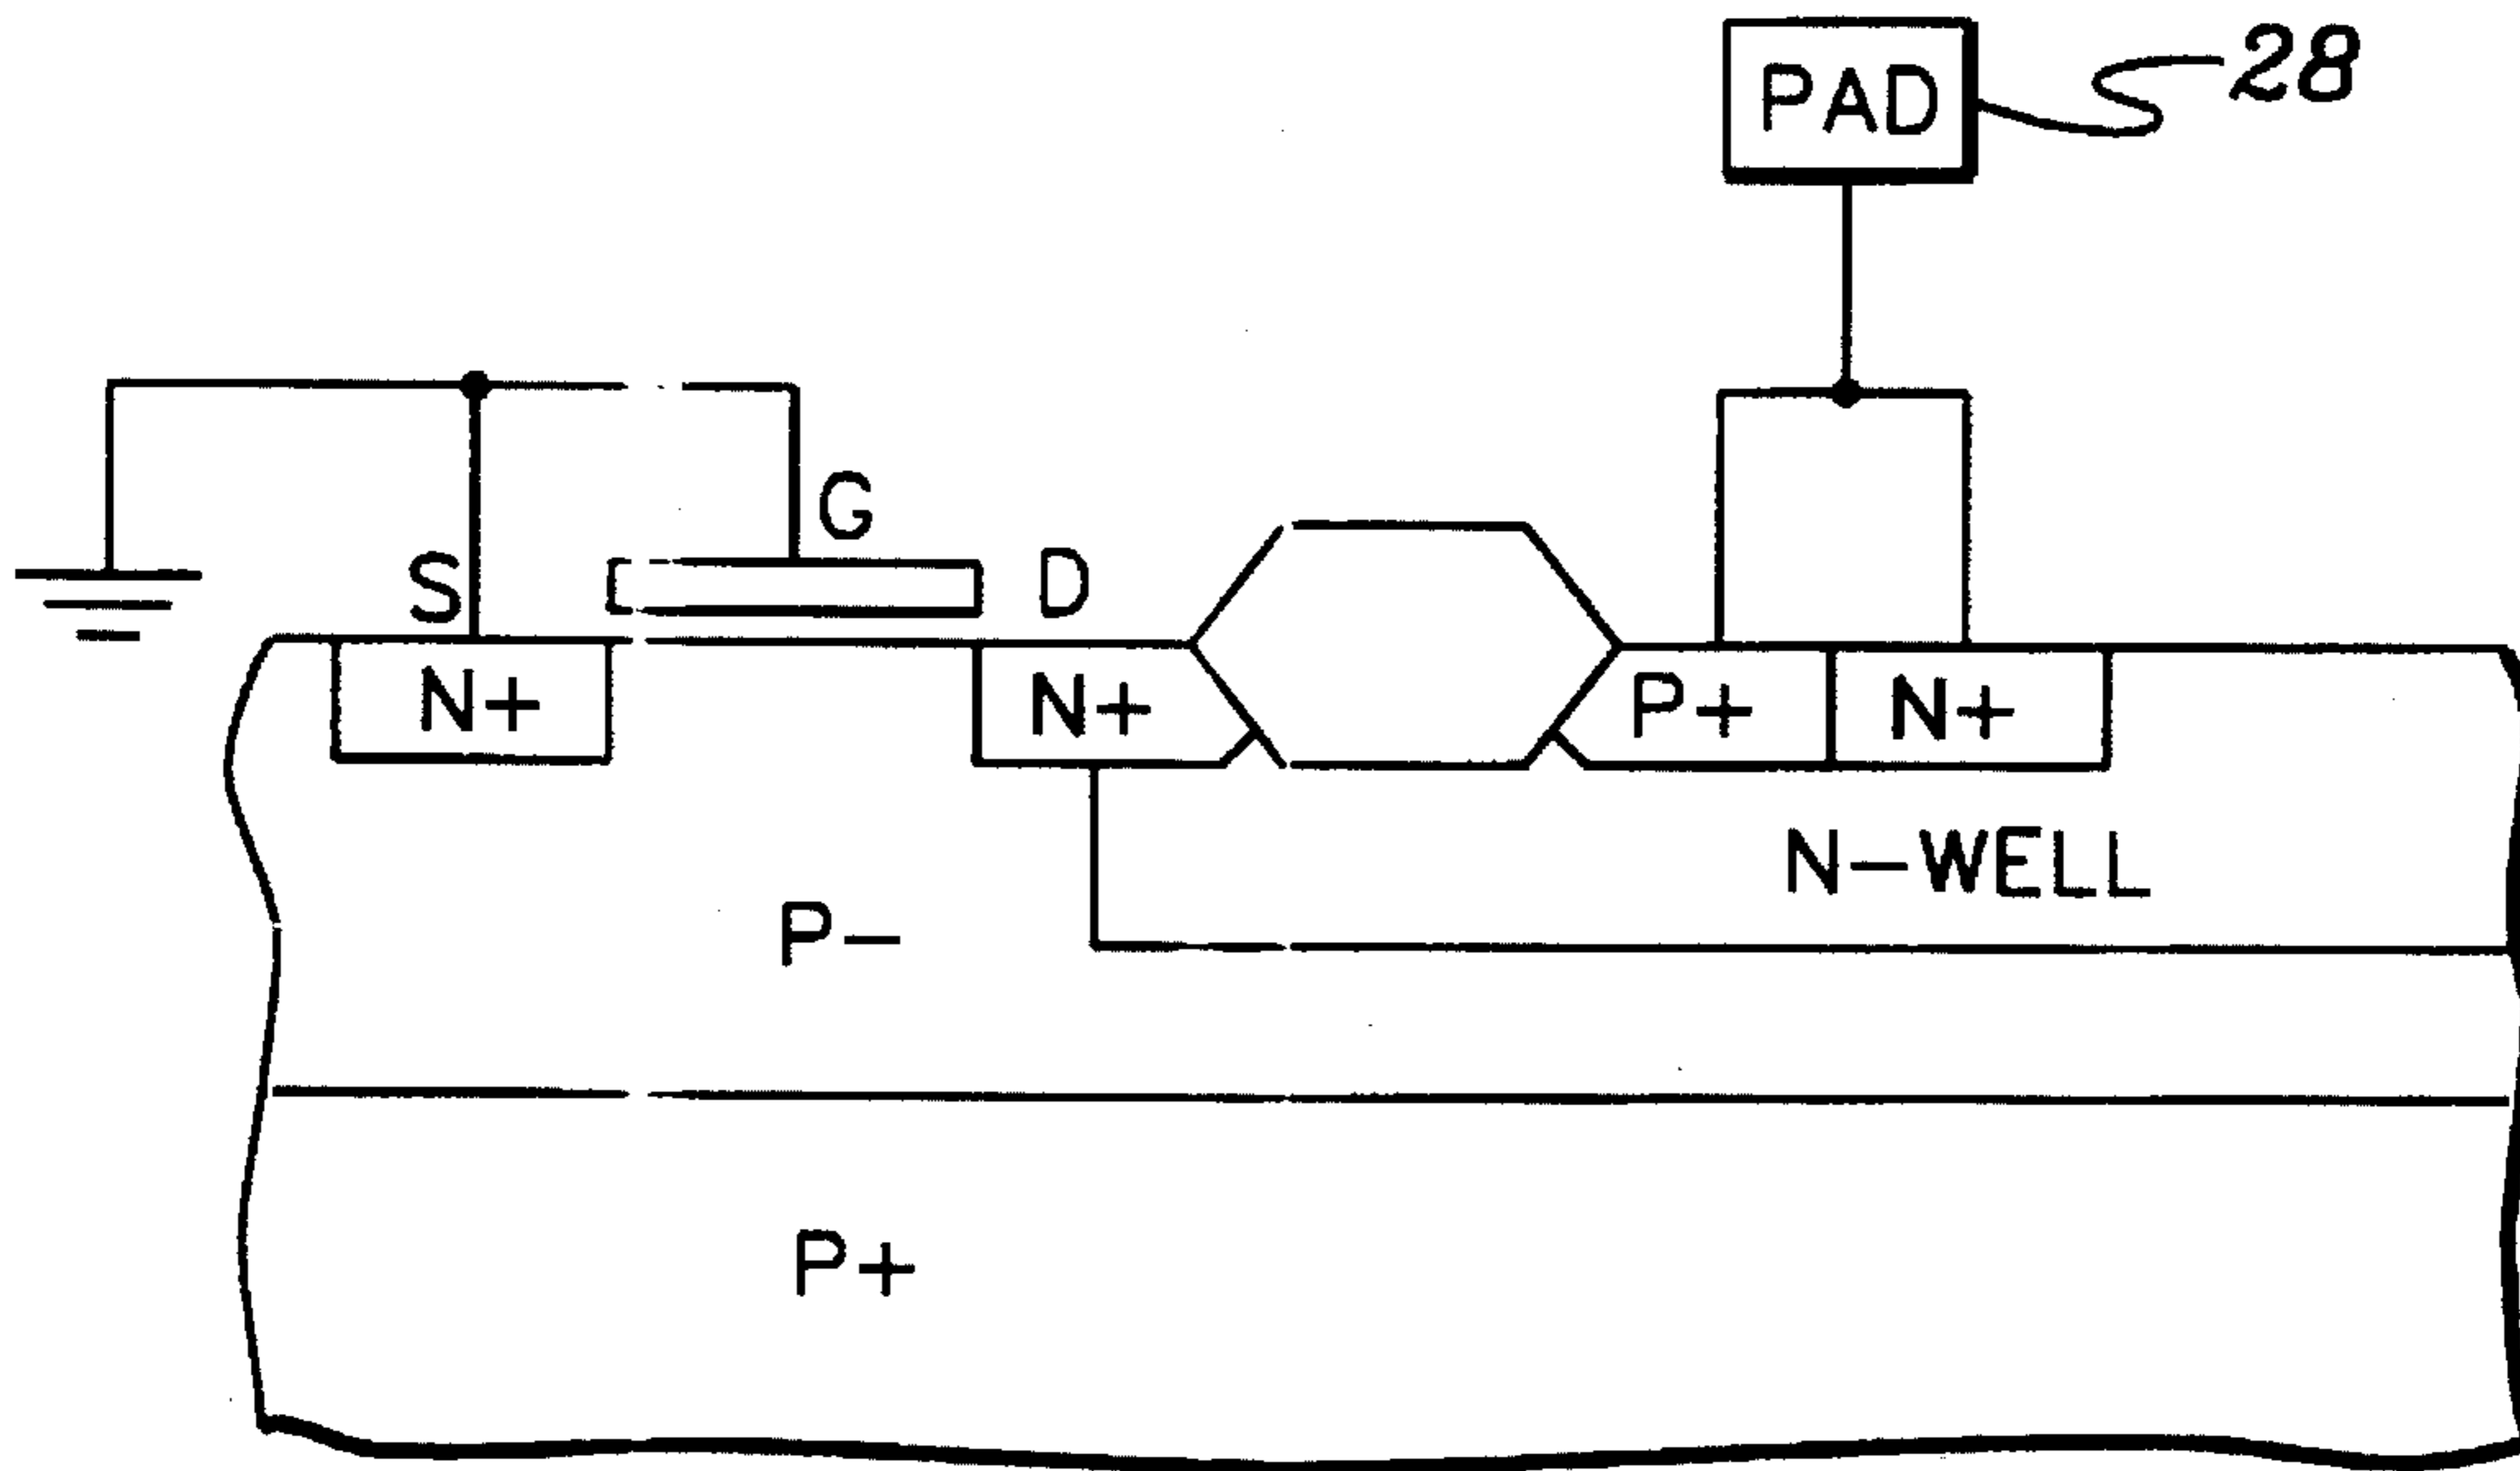 PAD 28
G
S D
N+ N+ P+ N+
N-WELL
P-
P+